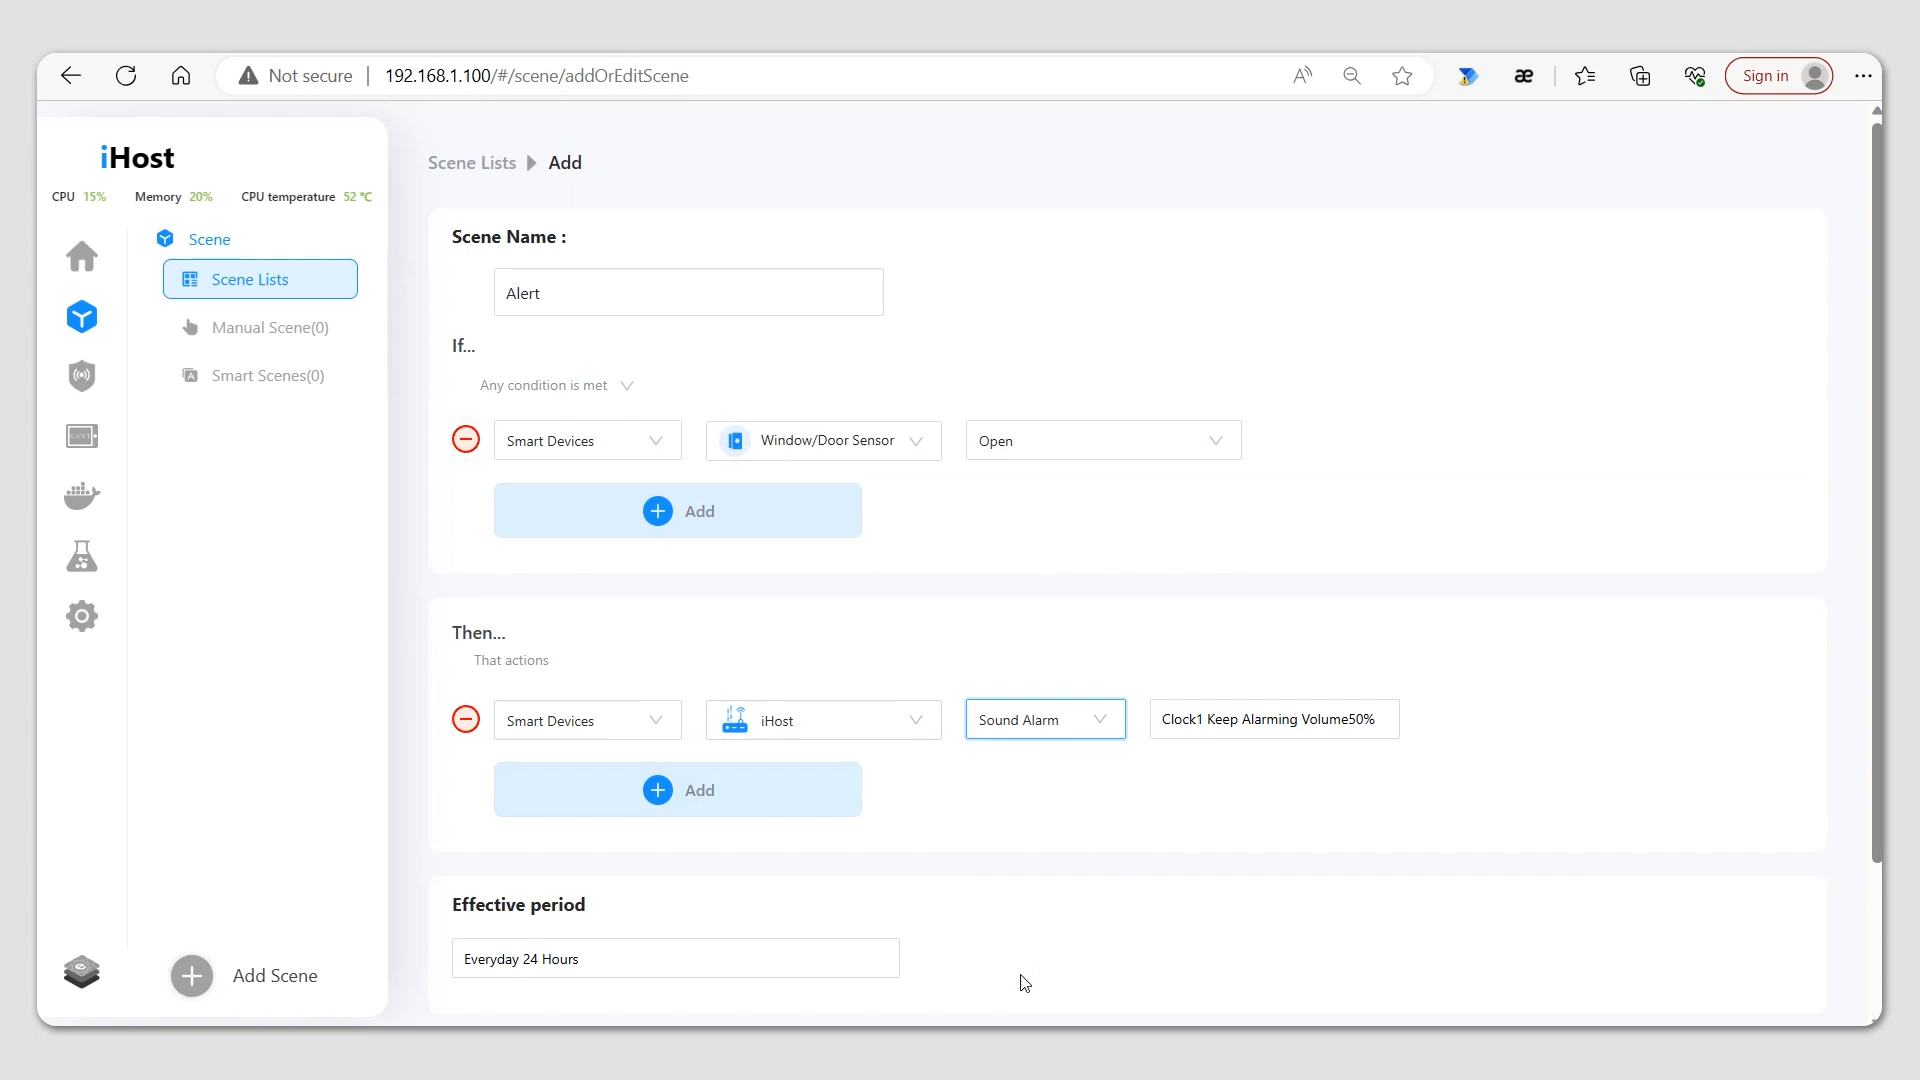 Not secure
192.168.1.100/#/scene/addOrEditScene
Sign in
iHost
CPU 15% Memory 20% CPU temperature 52 ℃
Scene
Scene Lists
Manual Scene(0)
Smart Scenes(0)
Add Scene
Scene Lists Add
Scene Name :
Alert
If...
Any condition is met
Smart Devices Window/Door Sensor Open
Add
Then...
That actions
Smart Devices iHost Sound Alarm Clock1 Keep Alarming Volume50%
Add
Effective period
Everyday 24 Hours